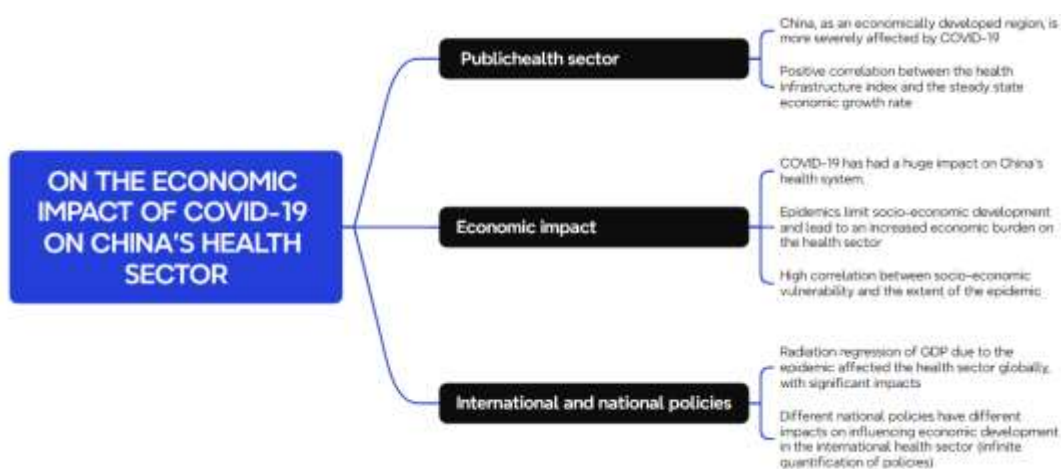 ON THE ECONOMIC
IMPACT OF COVID-19
ON CHINA'S HEALTH
SECTOR
Publichealth sector
China, as an economically developed region, is
more severely affected by COVID-19
Positive correlation between the health
infrastructure index and the steady state
economic growth rate
Economic impact
COVID-19 has had a huge impact on China's
health system.
Epidemics limit socio-economic development
and lead to an increased economic burden on
the health sector
High correlation between socio-economic
vulnerability and the extent of the epidemic
International and national policies
Radiation regression of GDP due to the
epidemic affected the health sector globally,
with significant impacts
Different national policies have different
impacts on influencing economic development
in the international health sector (infinite
quantification of policies)